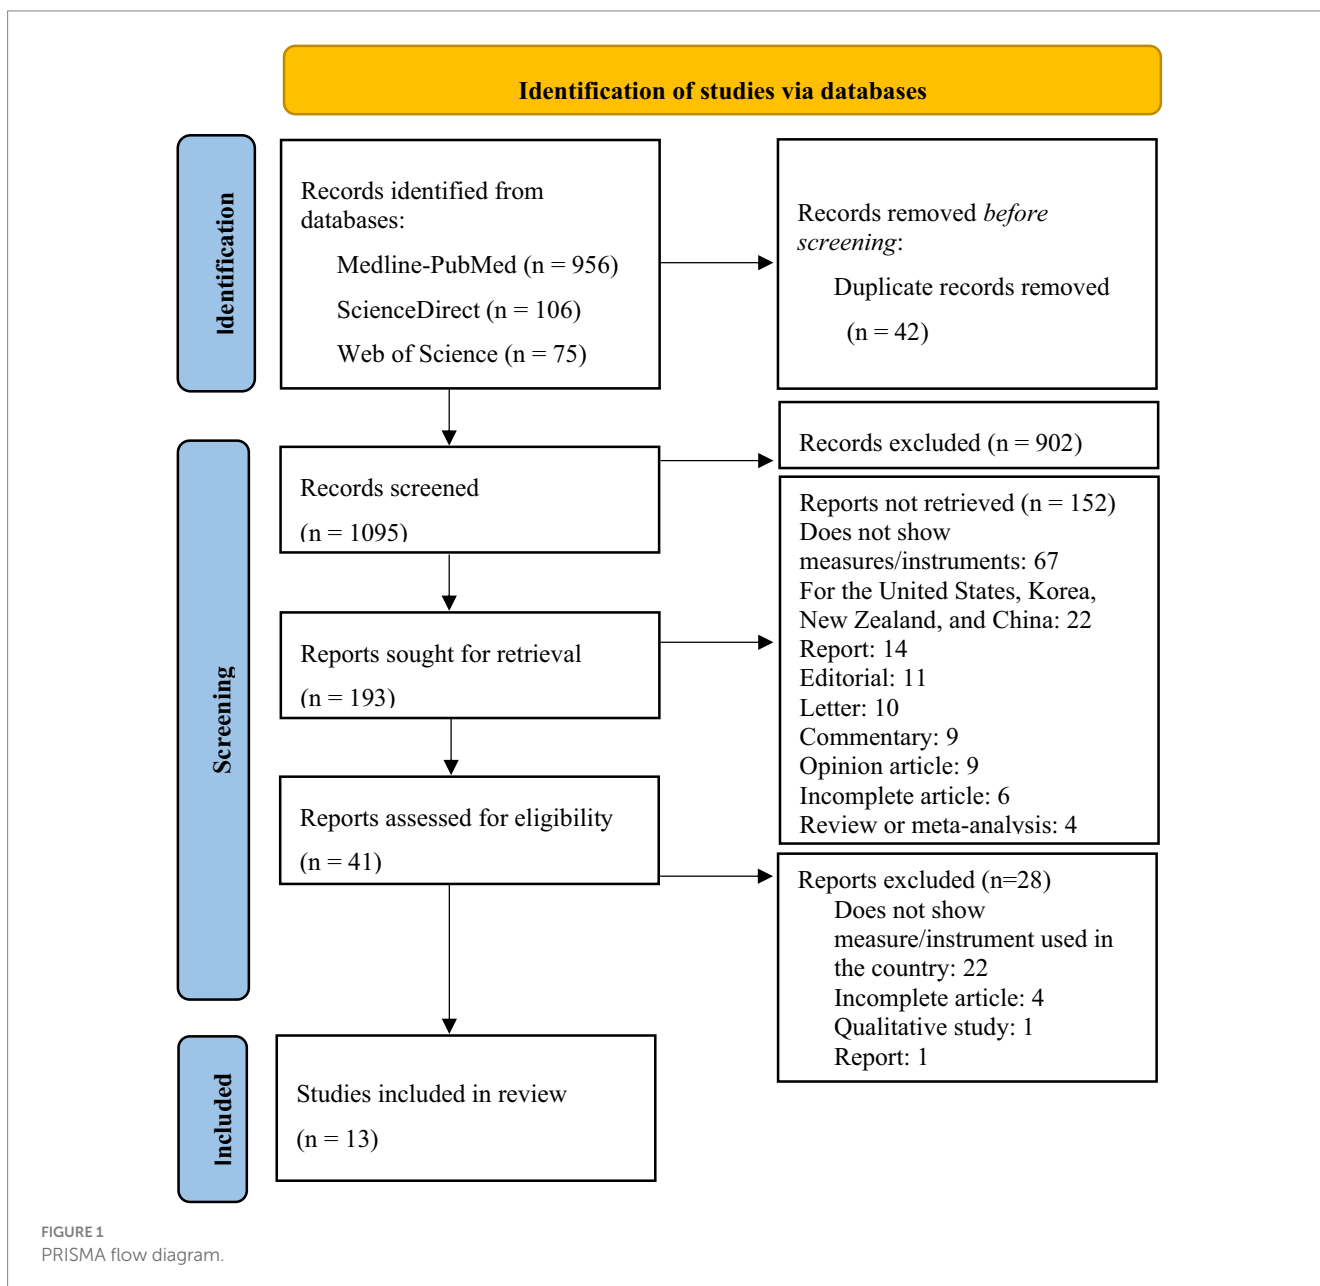 Identification of studies via databases
Identification
Records identified from
databases:
Medline-PubMed (n = 956)
ScienceDirect (n = 106)
Web of Science (n = 75)
Records removed before
screening:
Duplicate records removed
(n = 42)
Screening
Records screened
(n = 1095)
Records excluded (n = 902)
Reports sought for retrieval
(n = 193)
Reports not retrieved (n = 152)
Does not show
measures/instruments: 67
For the United States, Korea,
New Zealand, and China: 22
Report: 14
Editorial: 11
Letter: 10
Commentary: 9
Opinion article: 9
Incomplete article: 6
Review or meta-analysis: 4
Reports assessed for eligibility
(n = 41)
Reports excluded (n=28)
Does not show
measure/instrument used in
the country: 22
Incomplete article: 4
Qualitative study: 1
Report: 1
Included
Studies included in review
(n = 13)
FIGURE 1
PRISMA flow diagram.